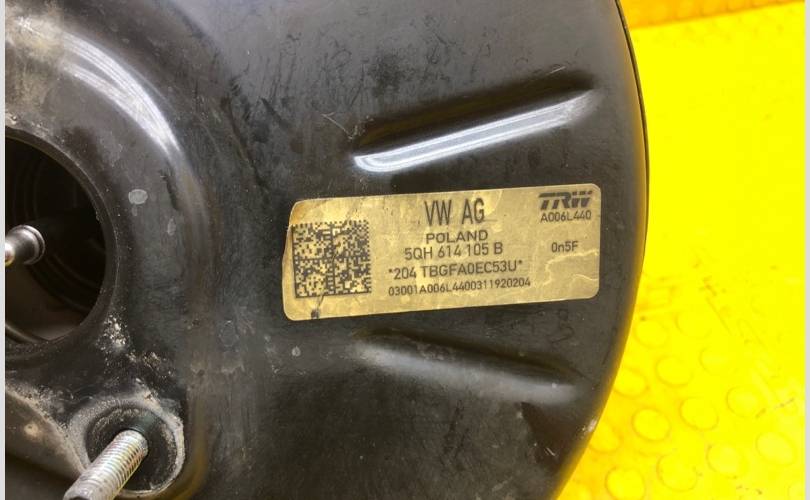 VW AG
TRW
A006L440
POLAND
5QH 614 105 B
0n5F
*204 TBGFA0EC53U*
03001A006L4400311920204